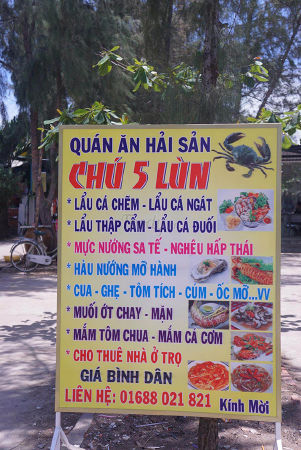 QUÁN ĂN HẢI SẢN
CHÚ 5 LÙN
* LẨU CÁ CHẼM - LẨU CÁ NGÁT
* LẨU THẬP CẨM - LẨU CÁ ĐUỐI
* MỰC NƯỚNG SA TẾ - NGHÊU HẤP THÁI
* HÀU NƯỚNG MỠ HÀNH
* CUA - GHẸ - TÔM TÍCH - CÚM - ỐC MỠ...VV
* MUỐI ỚT CHAY - MẶN
* MẮM TÔM CHUA - MẮM CÁ CƠM
* CHO THUÊ NHÀ Ở TRỌ
GIÁ BÌNH DÂN
LIÊN HỆ: 01688 021 821
Kính Mời